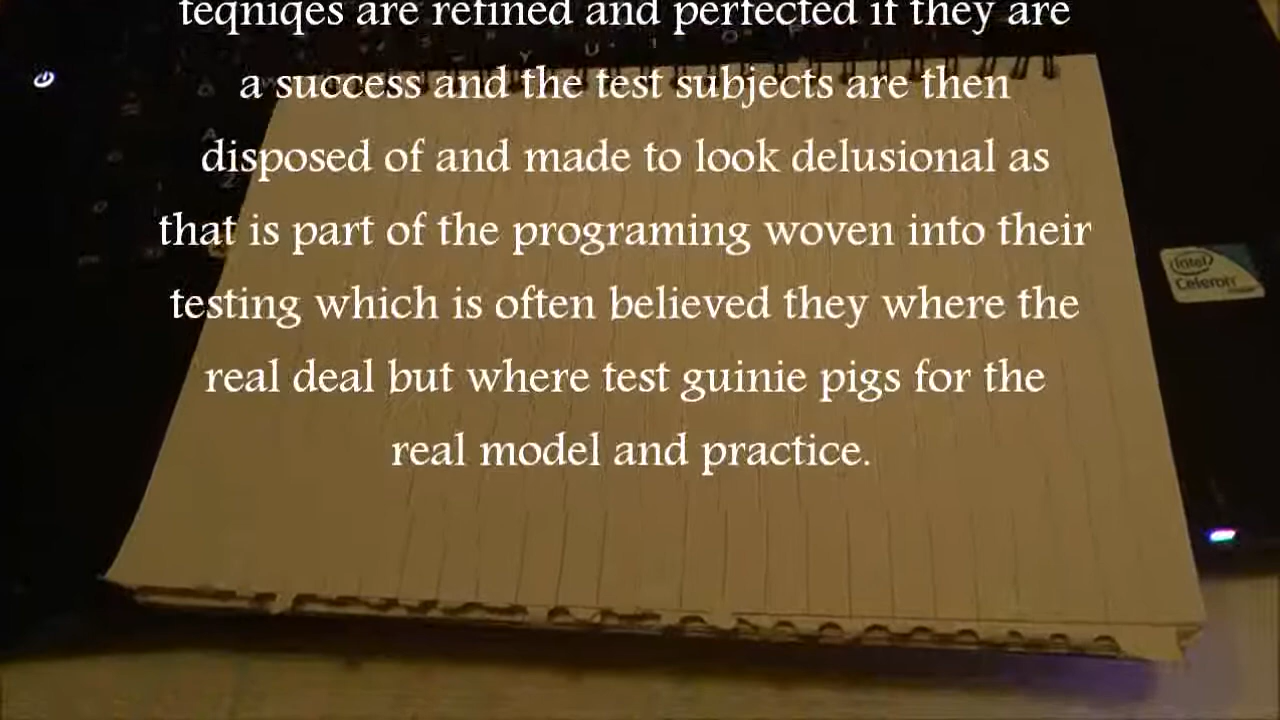 teqniqes are refined and perfected if they are
a success and the test subjects are then
disposed of and made to look delusional as
that is part of the programing woven into their
testing which is often believed they where the
real deal but where test guinie pigs for the
real model and practice.
intel
Celeron